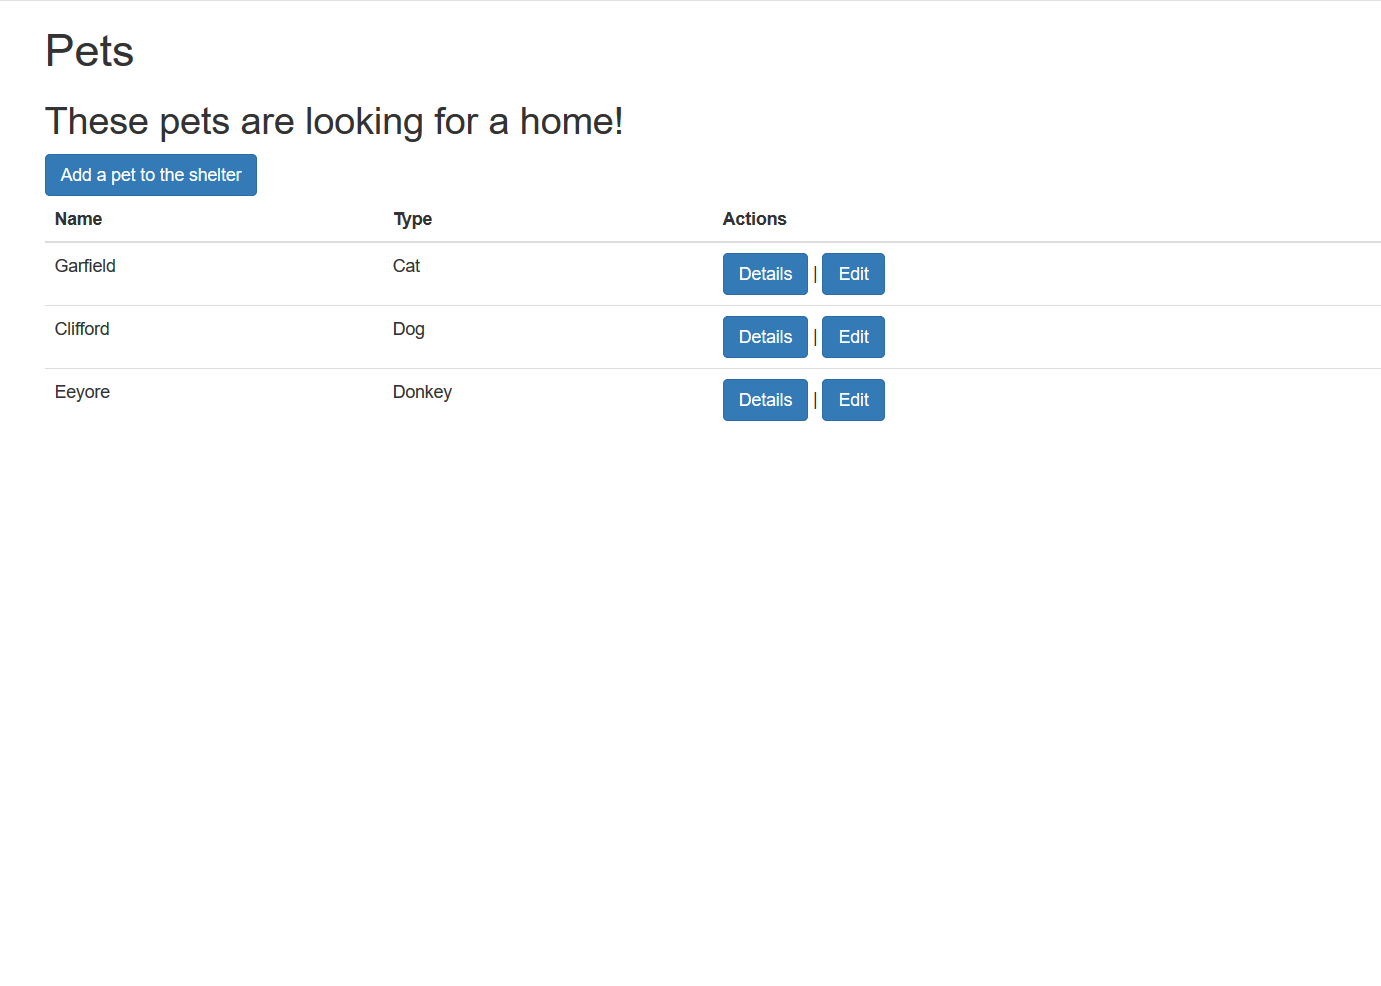 Pets
These pets are looking for a home!
Add a pet to the shelter
Name Type Actions
Garfield Cat Details | Edit
Clifford Dog Details | Edit
Eeyore Donkey Details | Edit